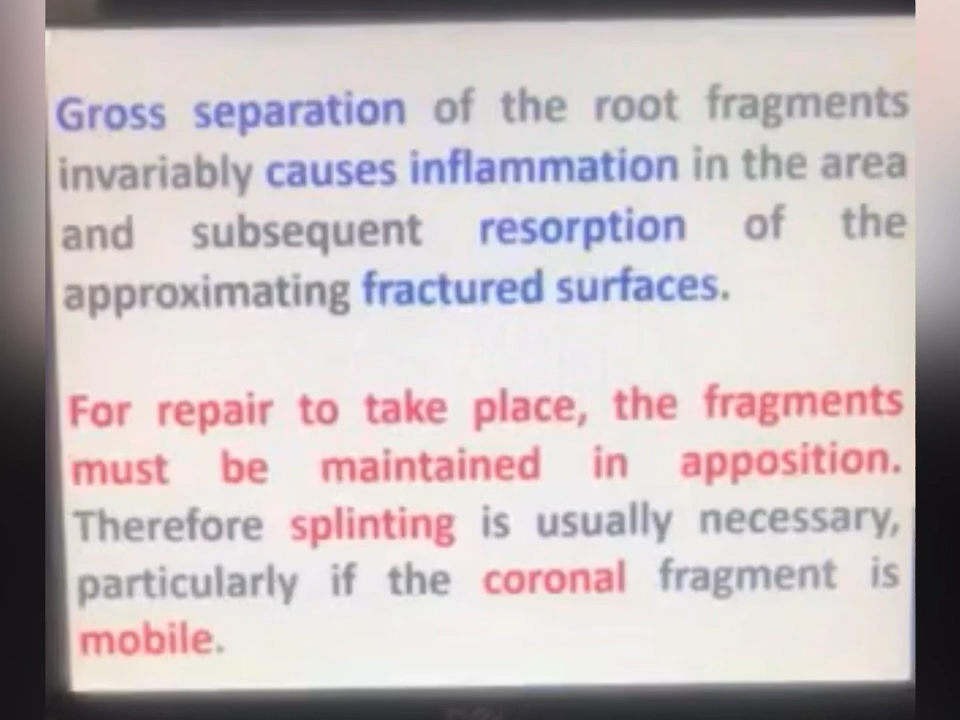 Gross separation of the root fragments
invariably causes inflammation in the area
and subsequent resorption of the
approximating fractured surfaces.
For repair to take place, the fragments
must be maintained in apposition.
Therefore splinting is usually necessary,
particularly if the coronal fragment is
mobile.